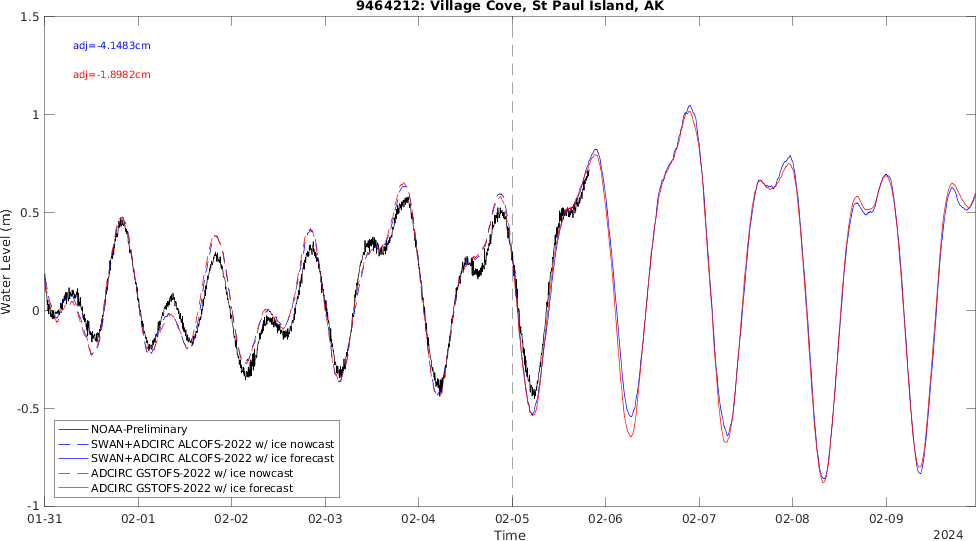 9464212: Village Cove, St Paul Island, AK
1.5
adj=-4.1483cm
adj=-1.8982cm
1
0.5
Water Level (m)
0
-0.5
-1
NOAA-Preliminary
SWAN+ADCIRC ALCOFS-2022 w/ ice nowcast
SWAN+ADCIRC ALCOFS-2022 w/ ice forecast
ADCIRC GSTOFS-2022 w/ ice nowcast
ADCIRC GSTOFS-2022 w/ ice forecast
01-31 02-01 02-02 02-03 02-04 02-05 02-06 02-07 02-08 02-09
Time
2024